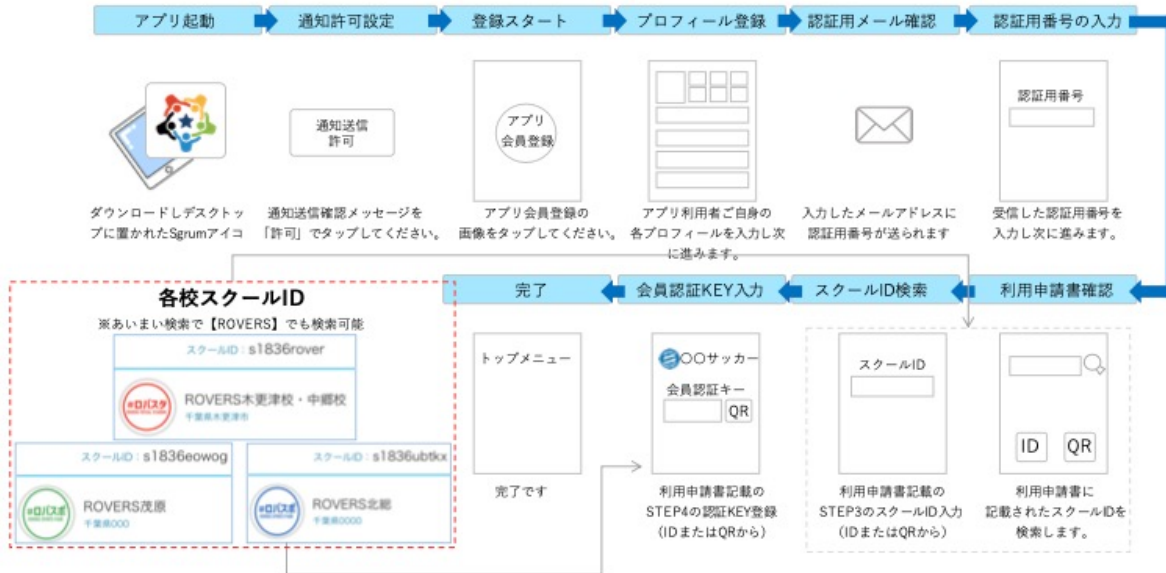 アプリ起動
通知許可設定
登録スタート
プロフィール登録
認証用メール確認
認証用番号の入力
通知送信
許可
アプリ
会員登録
認証用番号
ダウンロードしデスクトッ
プに置かれたSgrumアイコ
通知送信確認メッセージを
「許可」でタップしてください。
アプリ会員登録の
画像をタップしてください。
アプリ利用者ご自身の
各プロフィールを入力し次
に進みます。
入力したメールアドレスに
認証用番号が送られます
受信した認証用番号を
入力し次に進みます。
各校スクールID
※あいまい検索で【ROVERS】でも検索可能
スクールID：s1836rover
#ロバスタ
ROVERS木更津校・中郷校
千葉県木更津市
スクールID：s1836eowog
#ロバスポ
ROVERS茂原
千葉県000
スクールID：s1836ubtkx
#ロバスポ
ROVERS北総
千葉県0000
完了
会員認証KEY入力
スクールID検索
利用申請書確認
トップメニュー
完了です
〇〇サッカー
会員認証キー
QR
利用申請書記載の
STEP4の認証KEY登録
（IDまたはQRから）
スクールID
利用申請書記載の
STEP3のスクールID入力
（IDまたはQRから）
ID
QR
利用申請書に
記載されたスクールIDを
検索します。